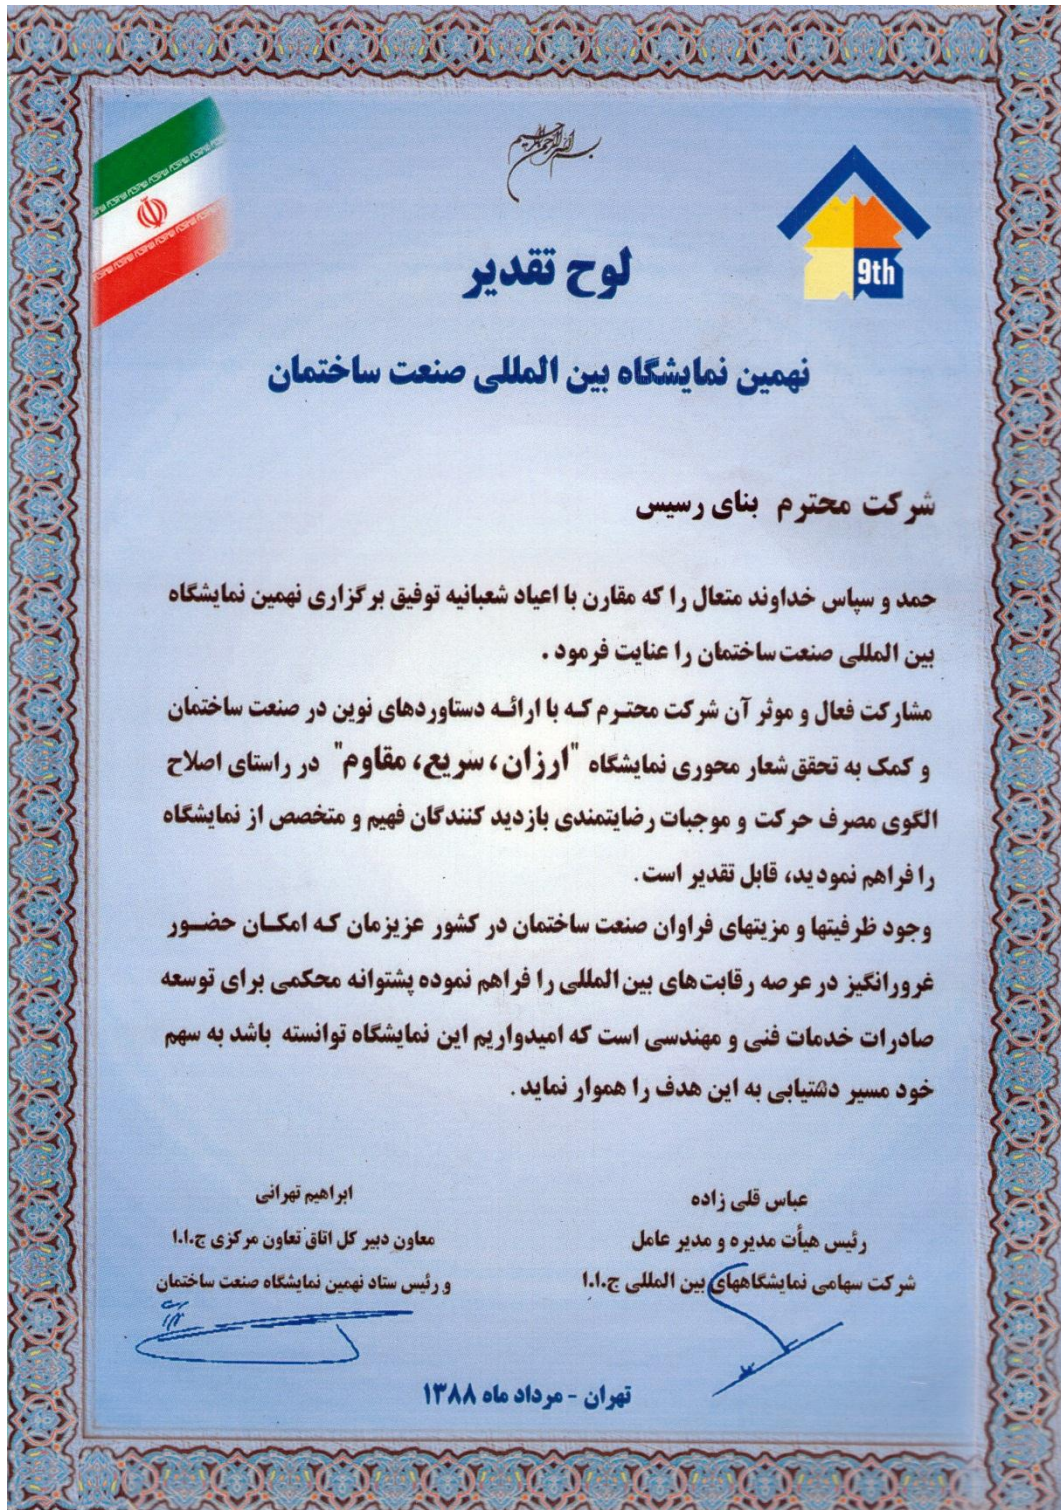 بسم الله الرحمن الرحیم
9th
لوح تقدیر
نهمین نمایشگاه بین المللی صنعت ساختمان
شرکت محترم بنای رسیس
حمد و سپاس خداوند متعال را که مقارن با اعیاد شعبانیه توفیق برگزاری نهمین نمایشگاه
بین المللی صنعت ساختمان را عنایت فرمود .
مشارکت فعال و موثر آن شرکت محتـرم کـه با ارائـه دستاوردهای نوین در صنعت ساختمان
و کمک به تحقق شعار محوری نمایشگاه "ارزان، سریع، مقاوم" در راستای اصلاح
الگوی مصرف حرکت و موجبات رضایتمندی بازدید کنندگان فهیم و متخصص از نمایشگاه
را فراهم نمودید، قابل تقدیر است.
وجود ظرفیتها و مزیتهای فراوان صنعت ساختمان در کشور عزیزمان کـه امکـان حضـور
غرورانگیز در عرصه رقابت‌های بین المللی را فراهم نموده پشتوانه محکمی برای توسعه
صادرات خدمات فنی و مهندسی است که امیدواریم این نمایشگاه توانسته باشد به سهم
خود مسیر دشتیابی به این هدف را هموار نماید .
عباس قلی زاده
رئیس هیأت مدیره و مدیر عامل
شرکت سهامی نمایشگاههای بین المللی ج.ا.ا
ابراهیم تهرانی
معاون دبیر کل اتاق تعاون مرکزی ج.ا.ا
و رئیس ستاد نهمین نمایشگاه صنعت ساختمان
تهران - مرداد ماه ۱۳۸۸